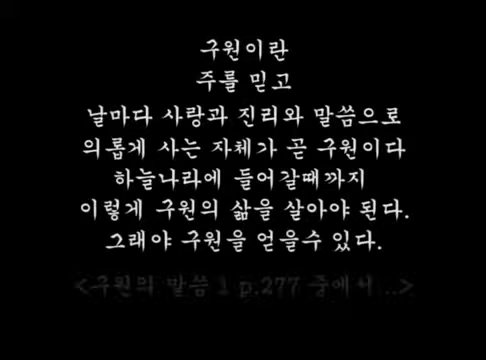 구원이란
주를 믿고
날마다 사랑과 진리와 말씀으로
의롭게 사는 자체가 곧 구원이다
하늘나라에 들어갈때까지
이렇게 구원의 삶을 살아야 된다.
그래야 구원을 얻을수 있다.
<구원의 말씀 1 p.277 중에서...>